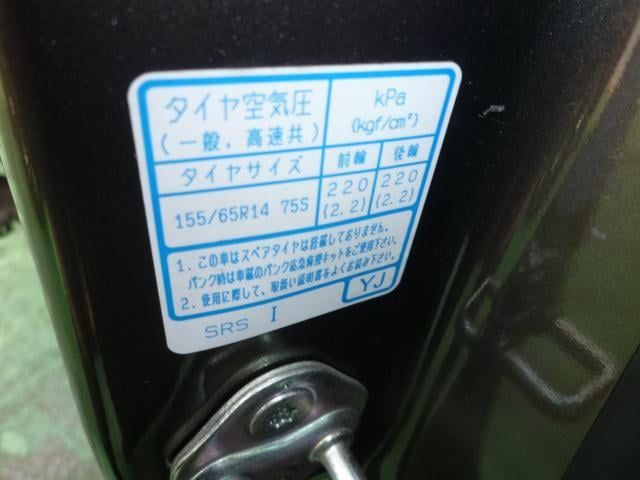 タイヤ空気圧
(一般，高速共)
kPa
{kgf/cm²}
タイヤサイズ 前輪 後輪
155/65R14 75S 220 220
{2.2} {2.2}
1. この車はスペアタイヤは搭載しておりません。
パンク時は車載のパンク応急修理キットをご使用下さい。
2. 使用に際して、取扱い説明書をよくお読み下さい。
YJ
SRS I